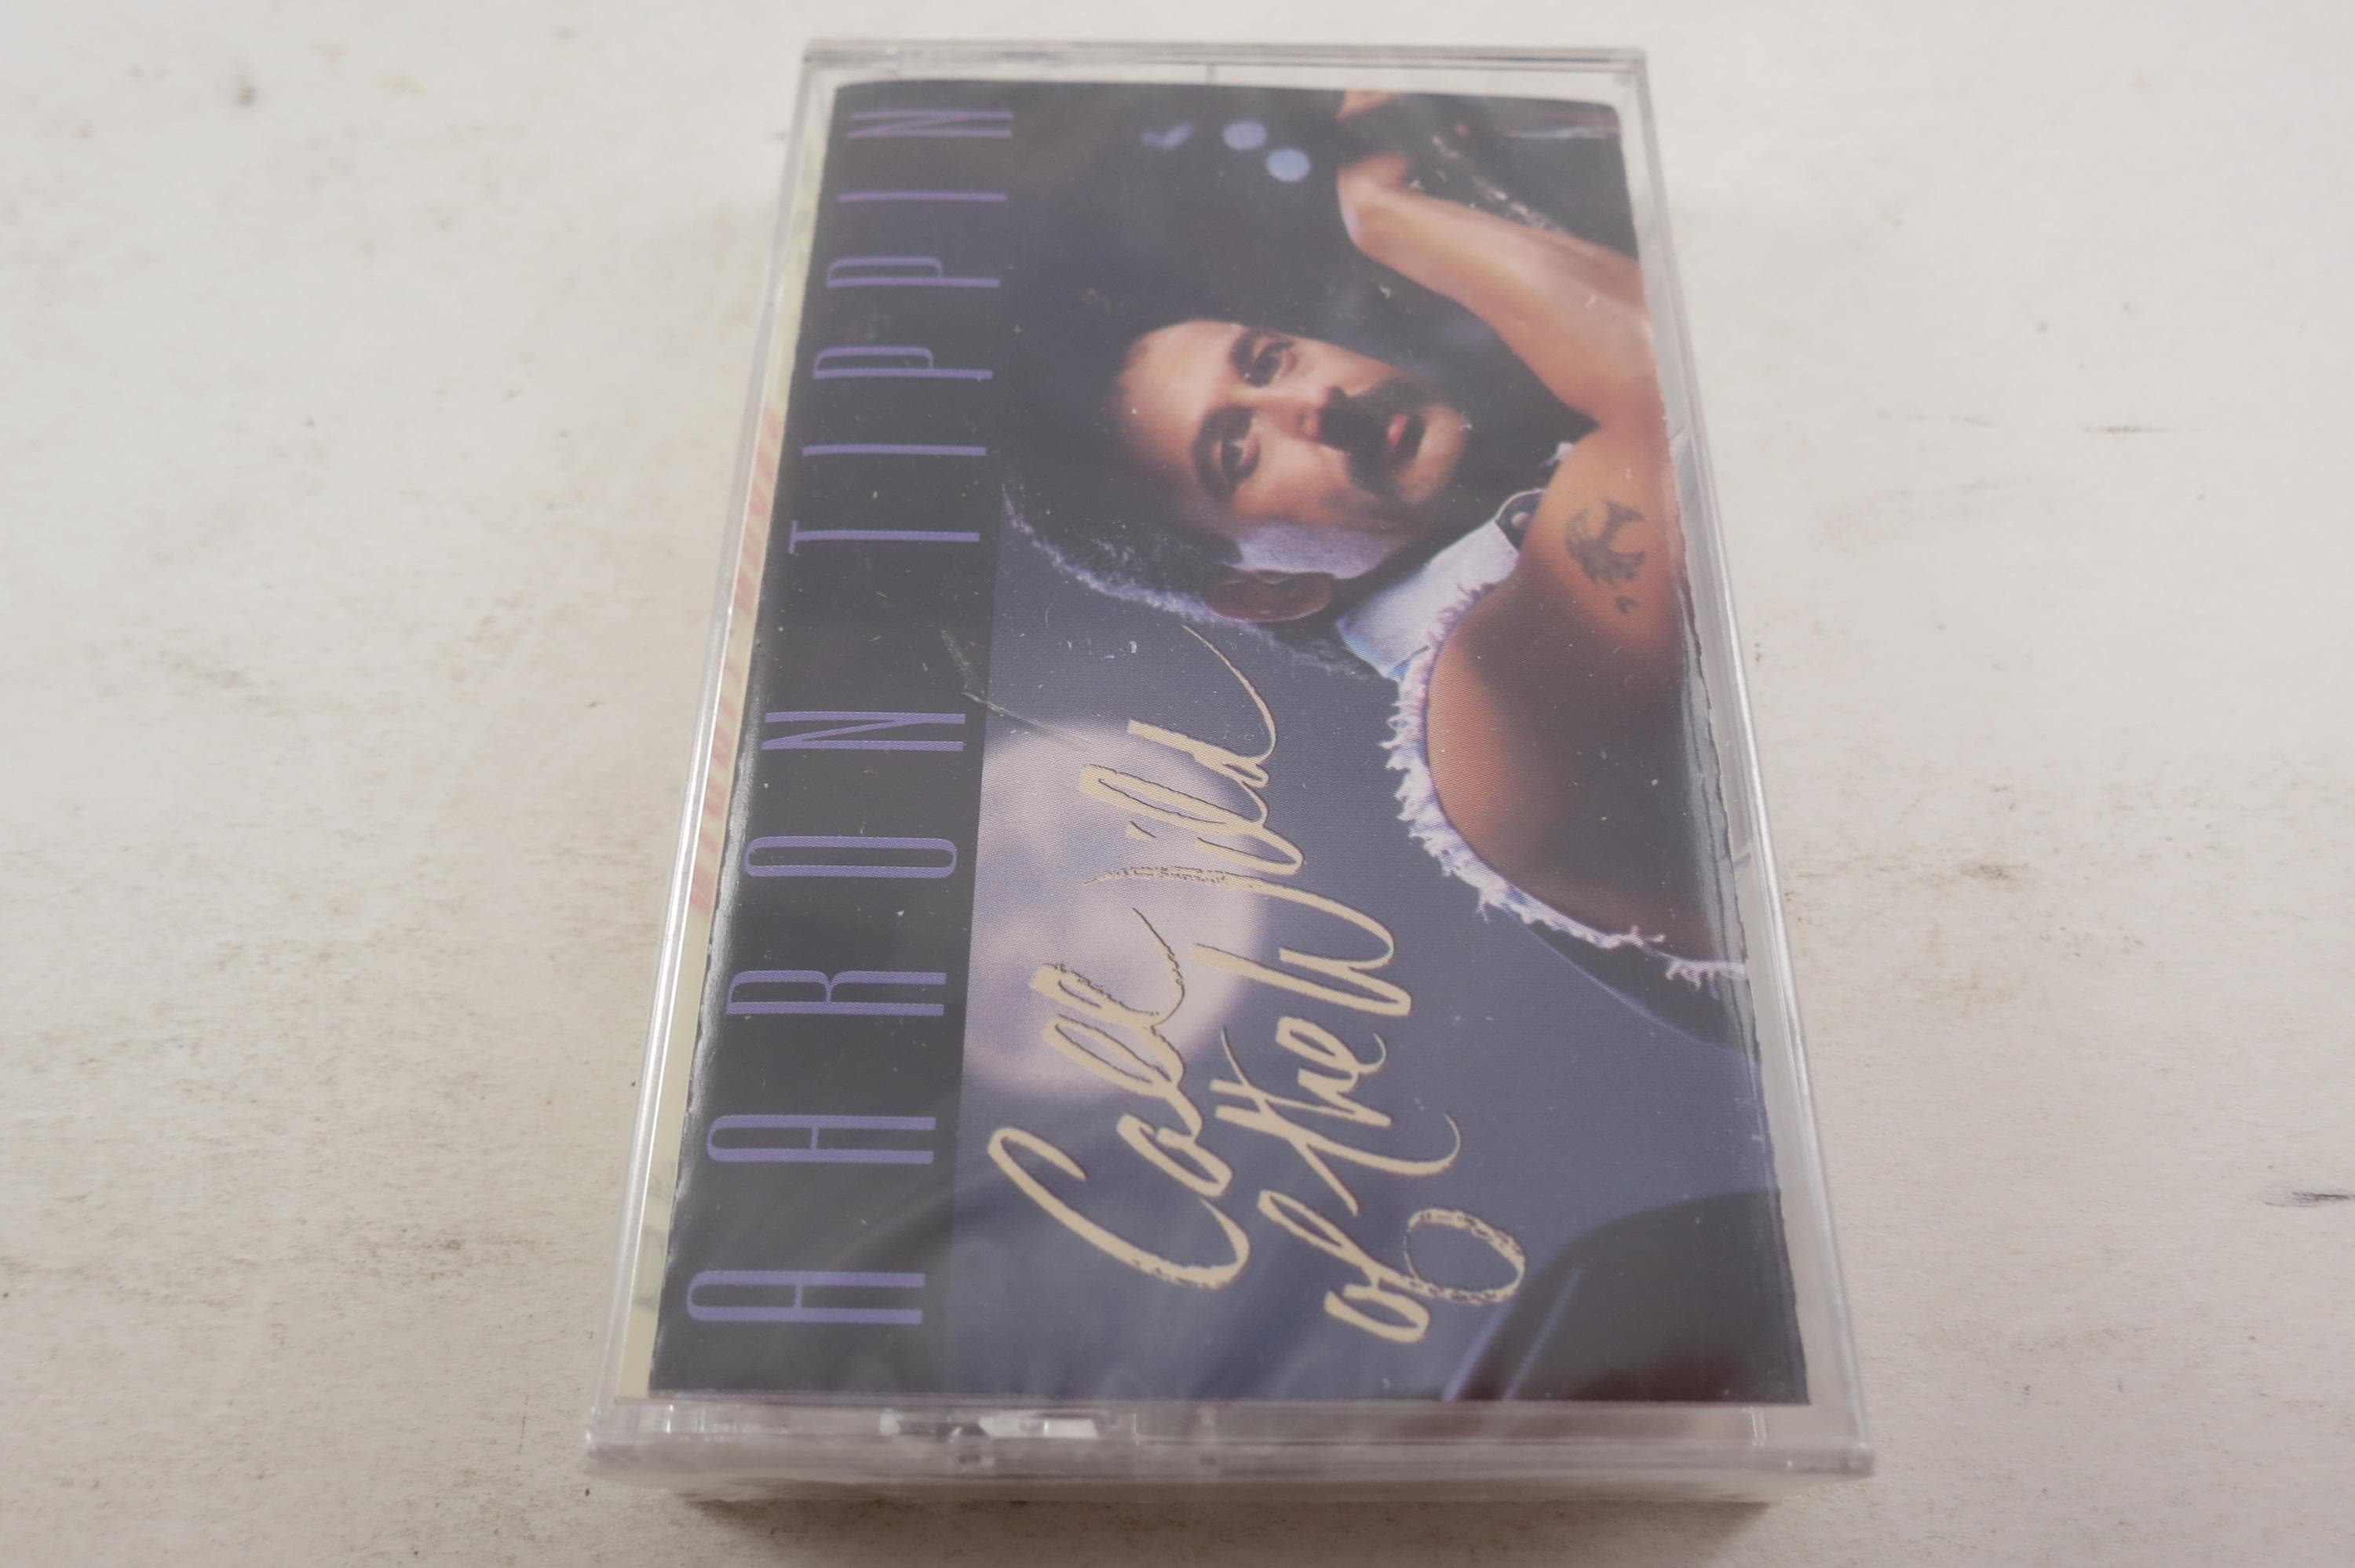 AARON TIPPIN
Call
of the Wild